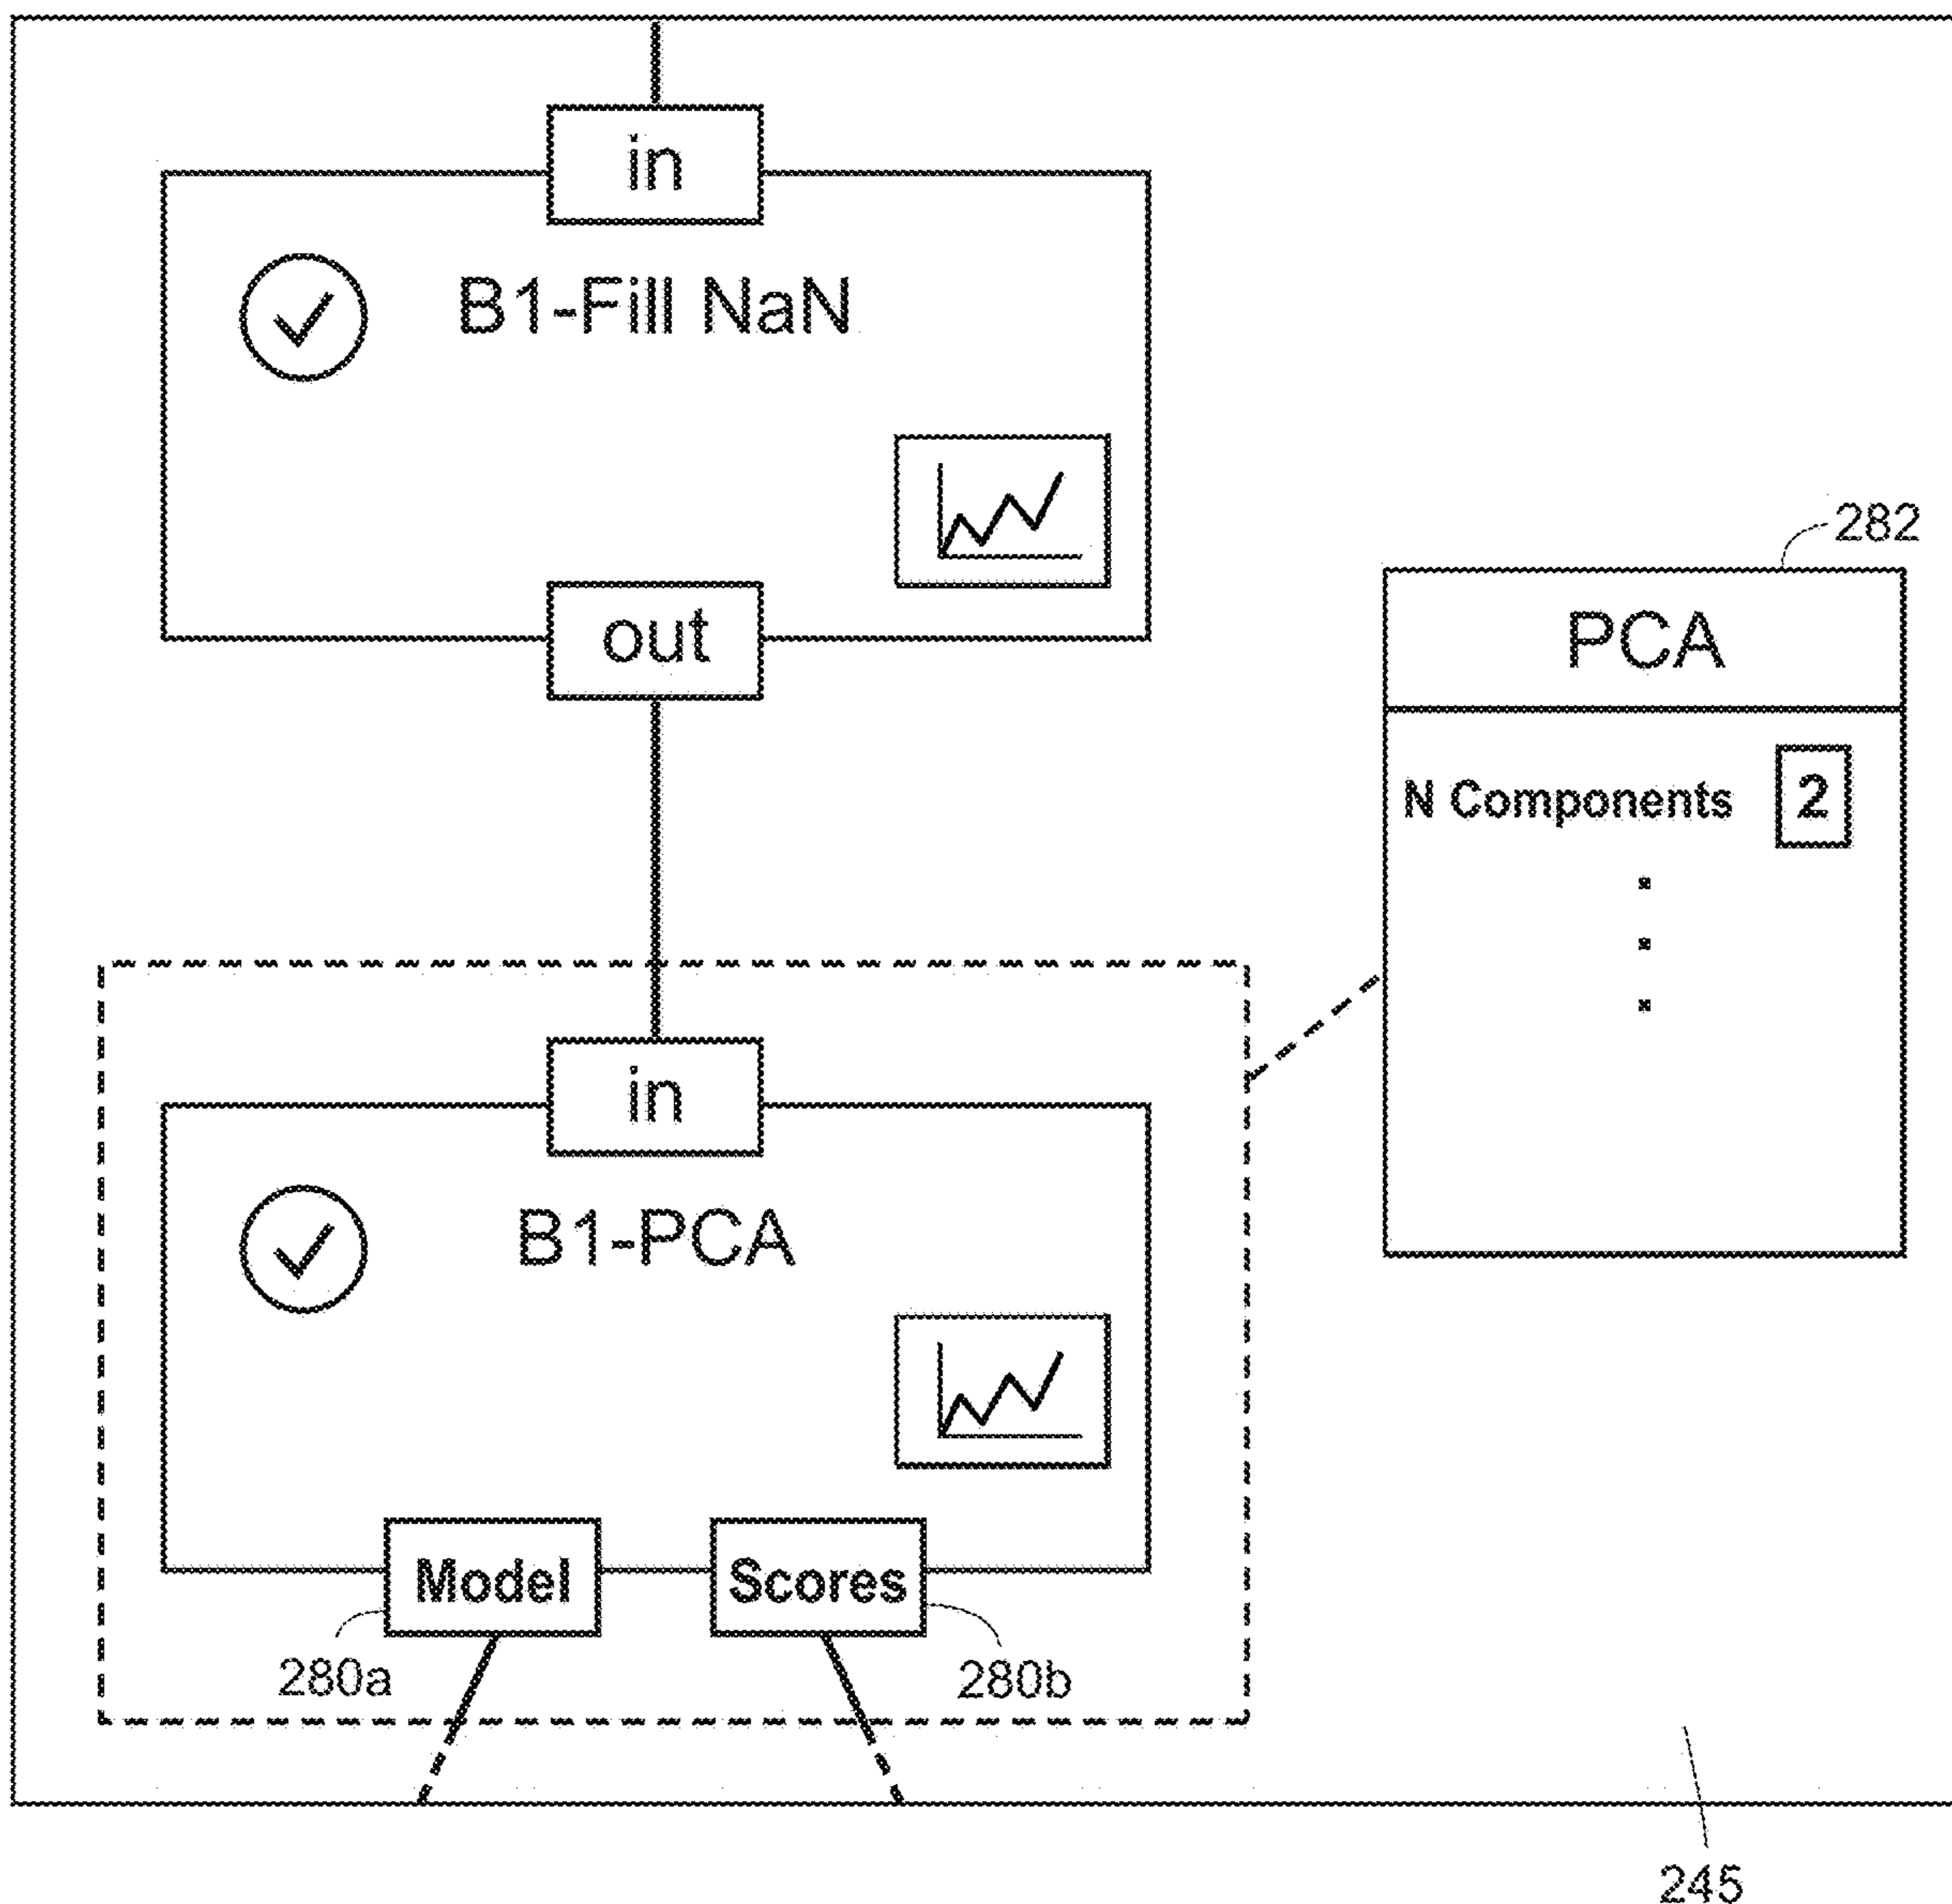 in
B1-Fill NaN
out
282
PCA
N Components 2
in
B1-PCA
Model
Scores
280a
280b
245